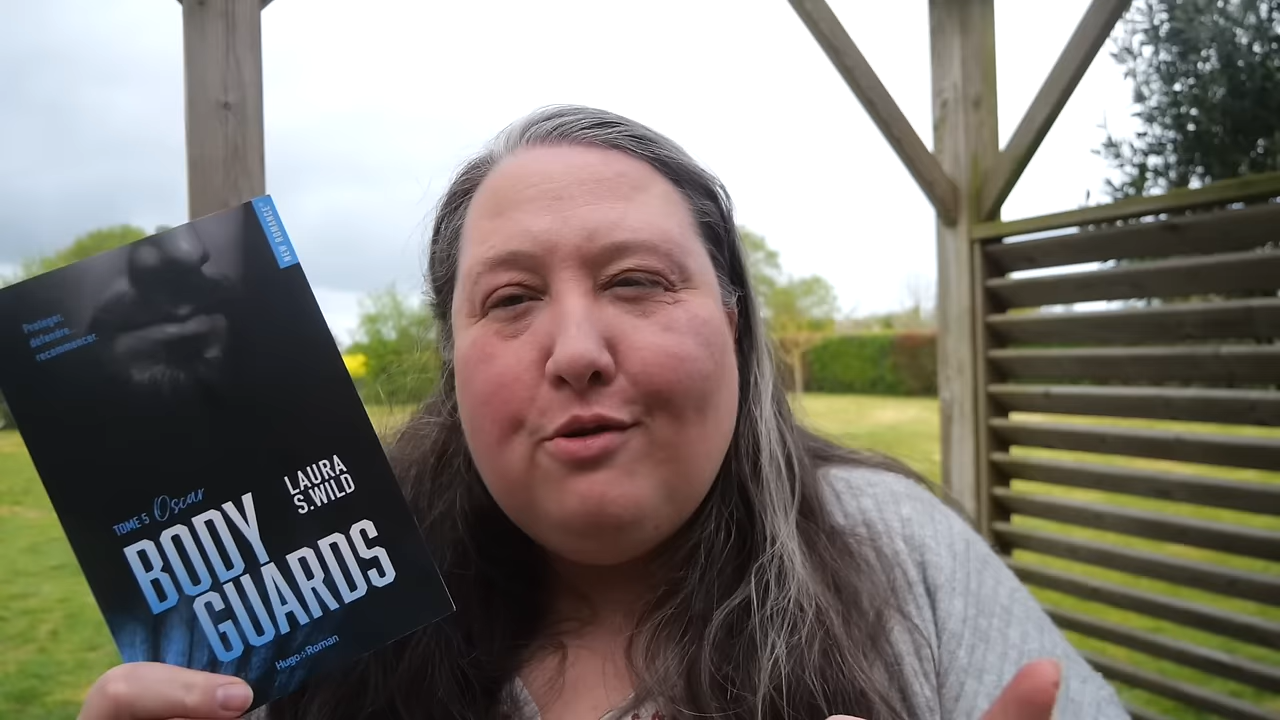 NEW ROMANCE®
Protéger,
défendre...
recommencer.
LAURA
S.WILD
TOME 5 Oscar
BODY
GUARDS
Hugo Roman